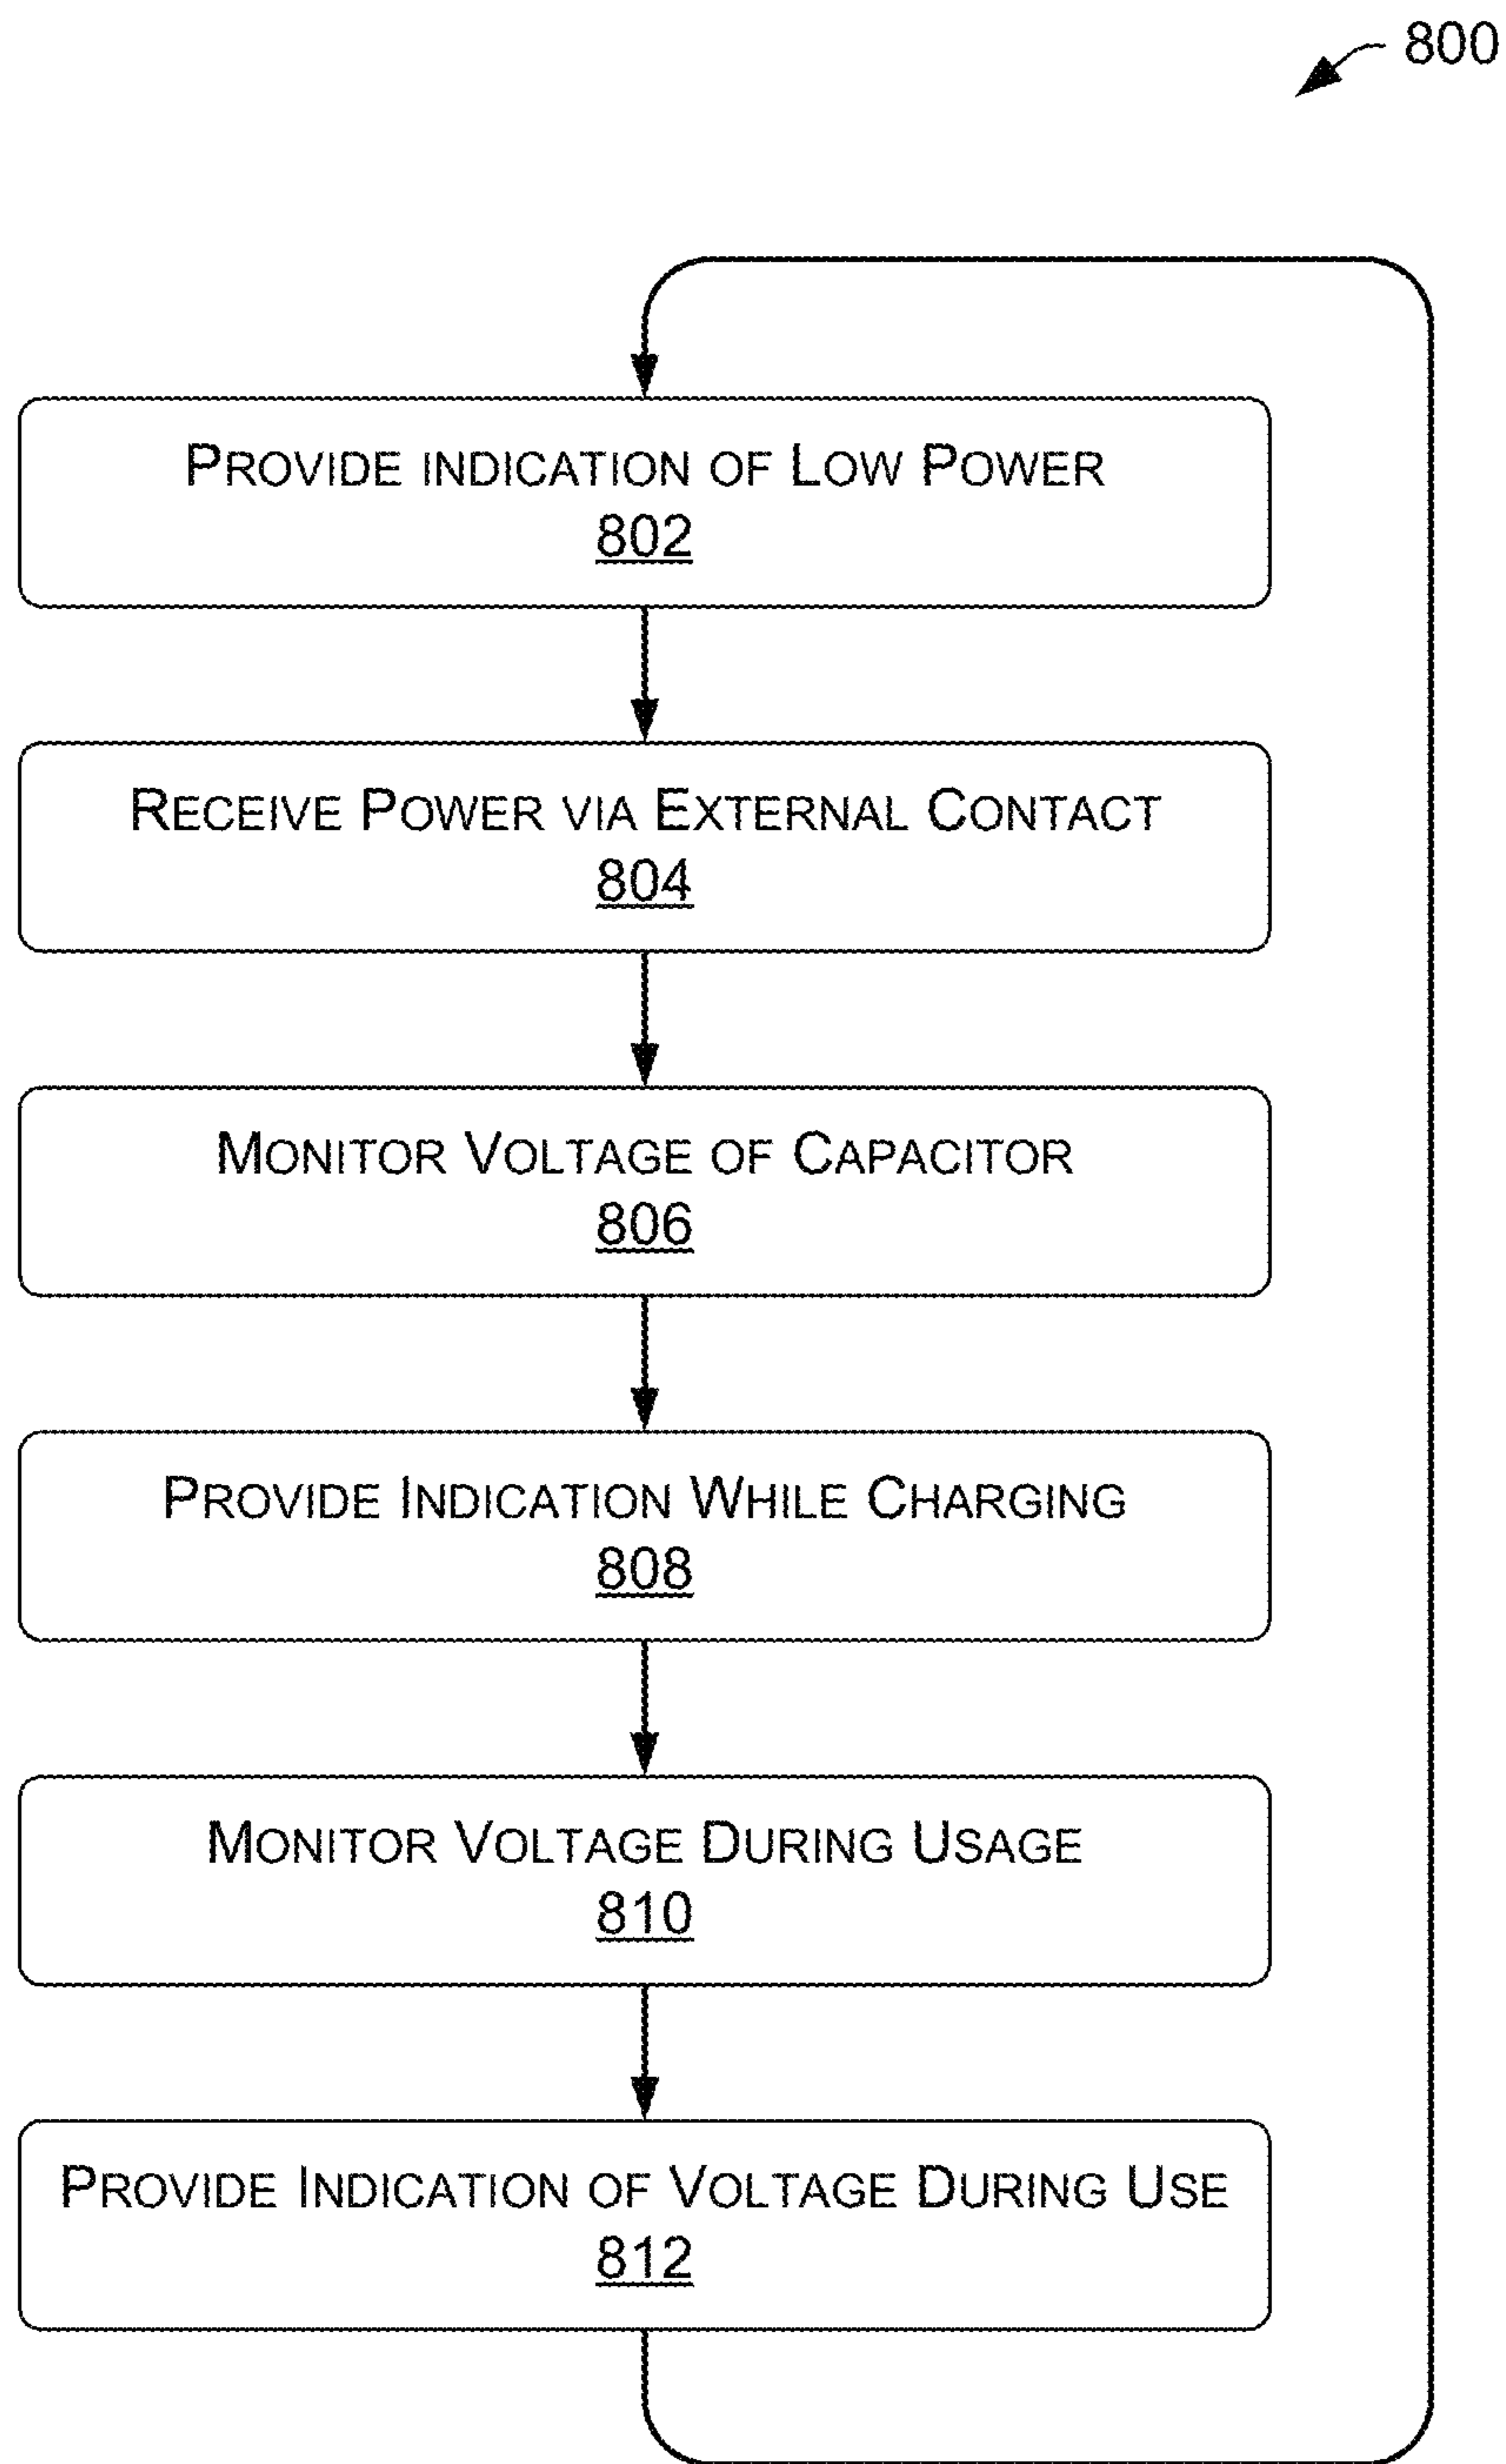 800
PROVIDE INDICATION OF LOW POWER
802
RECEIVE POWER VIA EXTERNAL CONTACT
804
MONITOR VOLTAGE OF CAPACITOR
806
PROVIDE INDICATION WHILE CHARGING
808
MONITOR VOLTAGE DURING USAGE
810
PROVIDE INDICATION OF VOLTAGE DURING USE
812